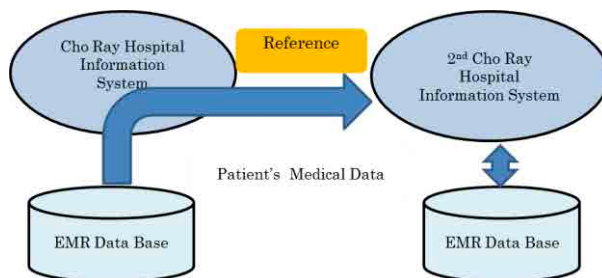 Cho Ray Hospital
Information
System
Reference
2nd Cho Ray
Hospital
Information System
Patient's Medical Data
EMR Data Base
EMR Data Base